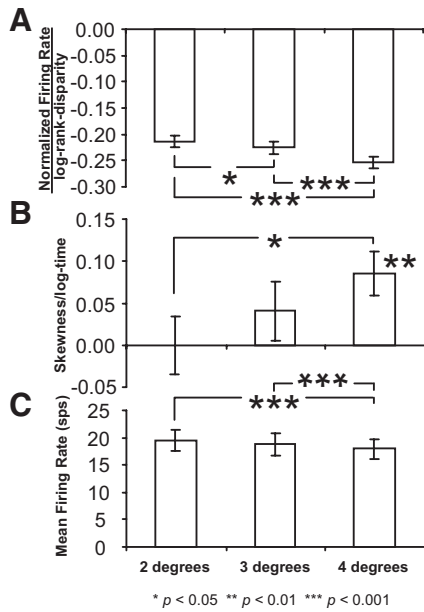 A
Normalized Firing Rate
log-rank-disparity
0.00
-0.05
-0.10
-0.15
-0.20
-0.25
-0.30
*
***
***
B
Skewness/log-time
0.15
0.10
0.05
0.00
-0.05
*
**
C
Mean Firing Rate (sps)
25
20
15
10
5
0
***
***
2 degrees 3 degrees 4 degrees
* p < 0.05 ** p < 0.01 *** p < 0.001